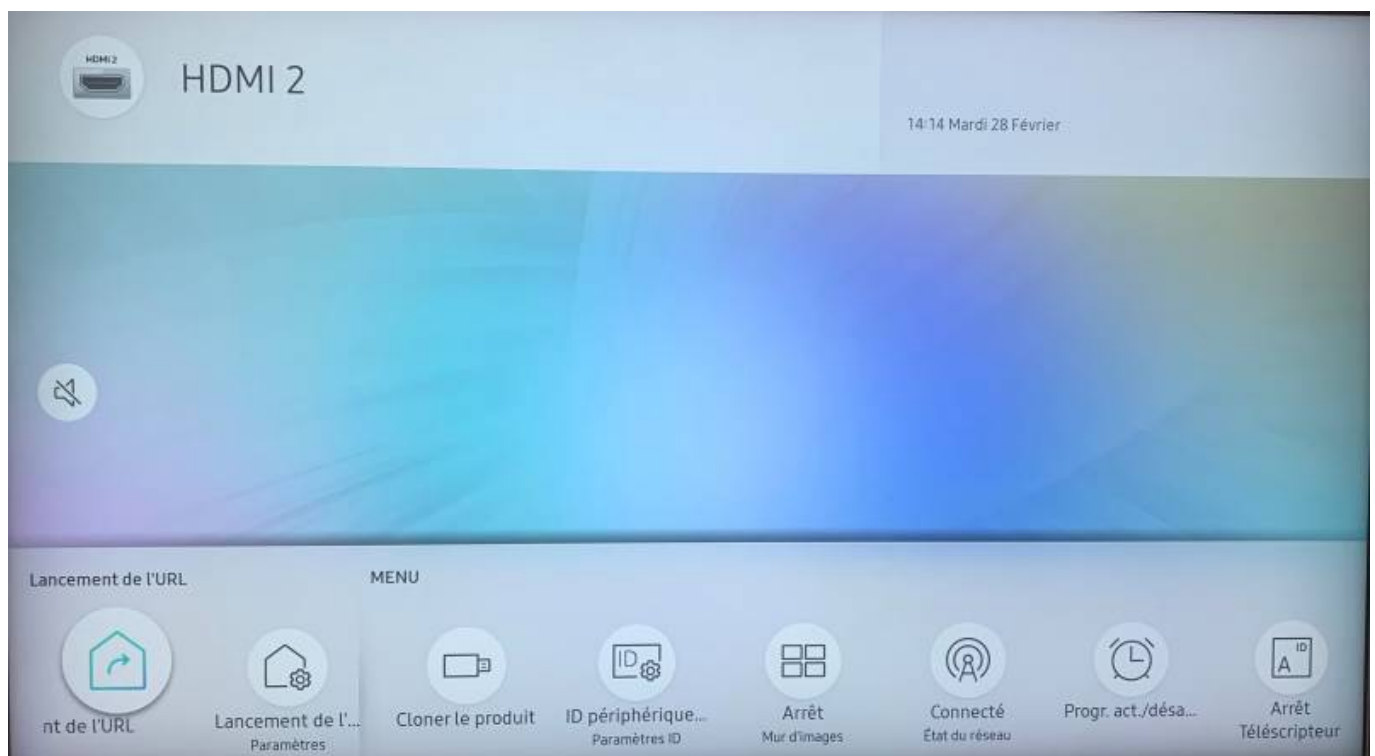 HDMI 2
HDMI 2
14:14 Mardi 28 Février
Lancement de l'URL
MENU
ID
ID
A
nt de l'URL
Lancement de l'...
Paramètres
Cloner le produit
ID périphérique...
Paramètres ID
Arrêt
Mur d'images
Connecté
État du réseau
Progr. act./désa...
Arrêt
Téléscripteur